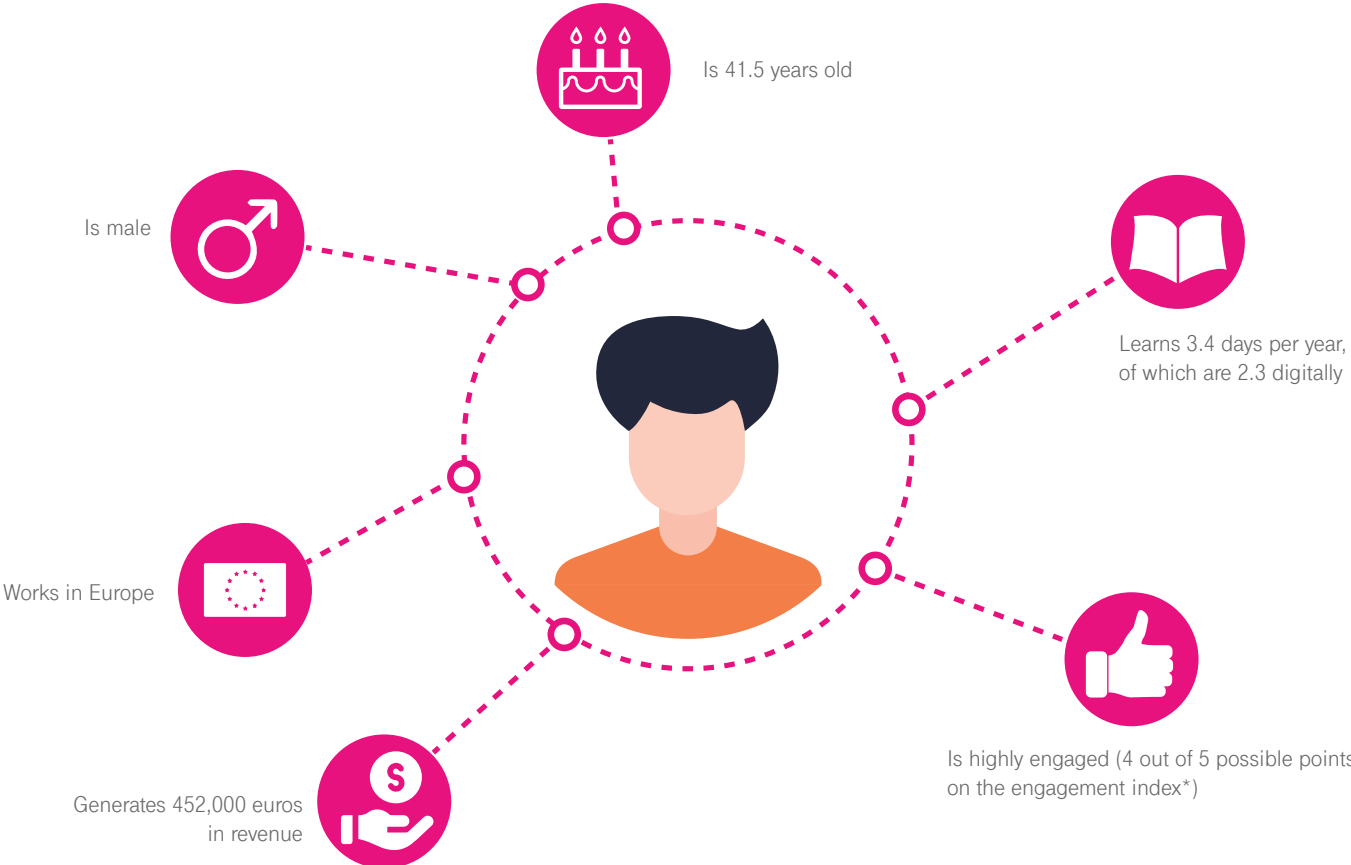 Is 41.5 years old
Is male
Learns 3.4 days per year,
of which are 2.3 digitally
Works in Europe
Is highly engaged (4 out of 5 possible points
on the engagement index*)
Generates 452,000 euros
in revenue